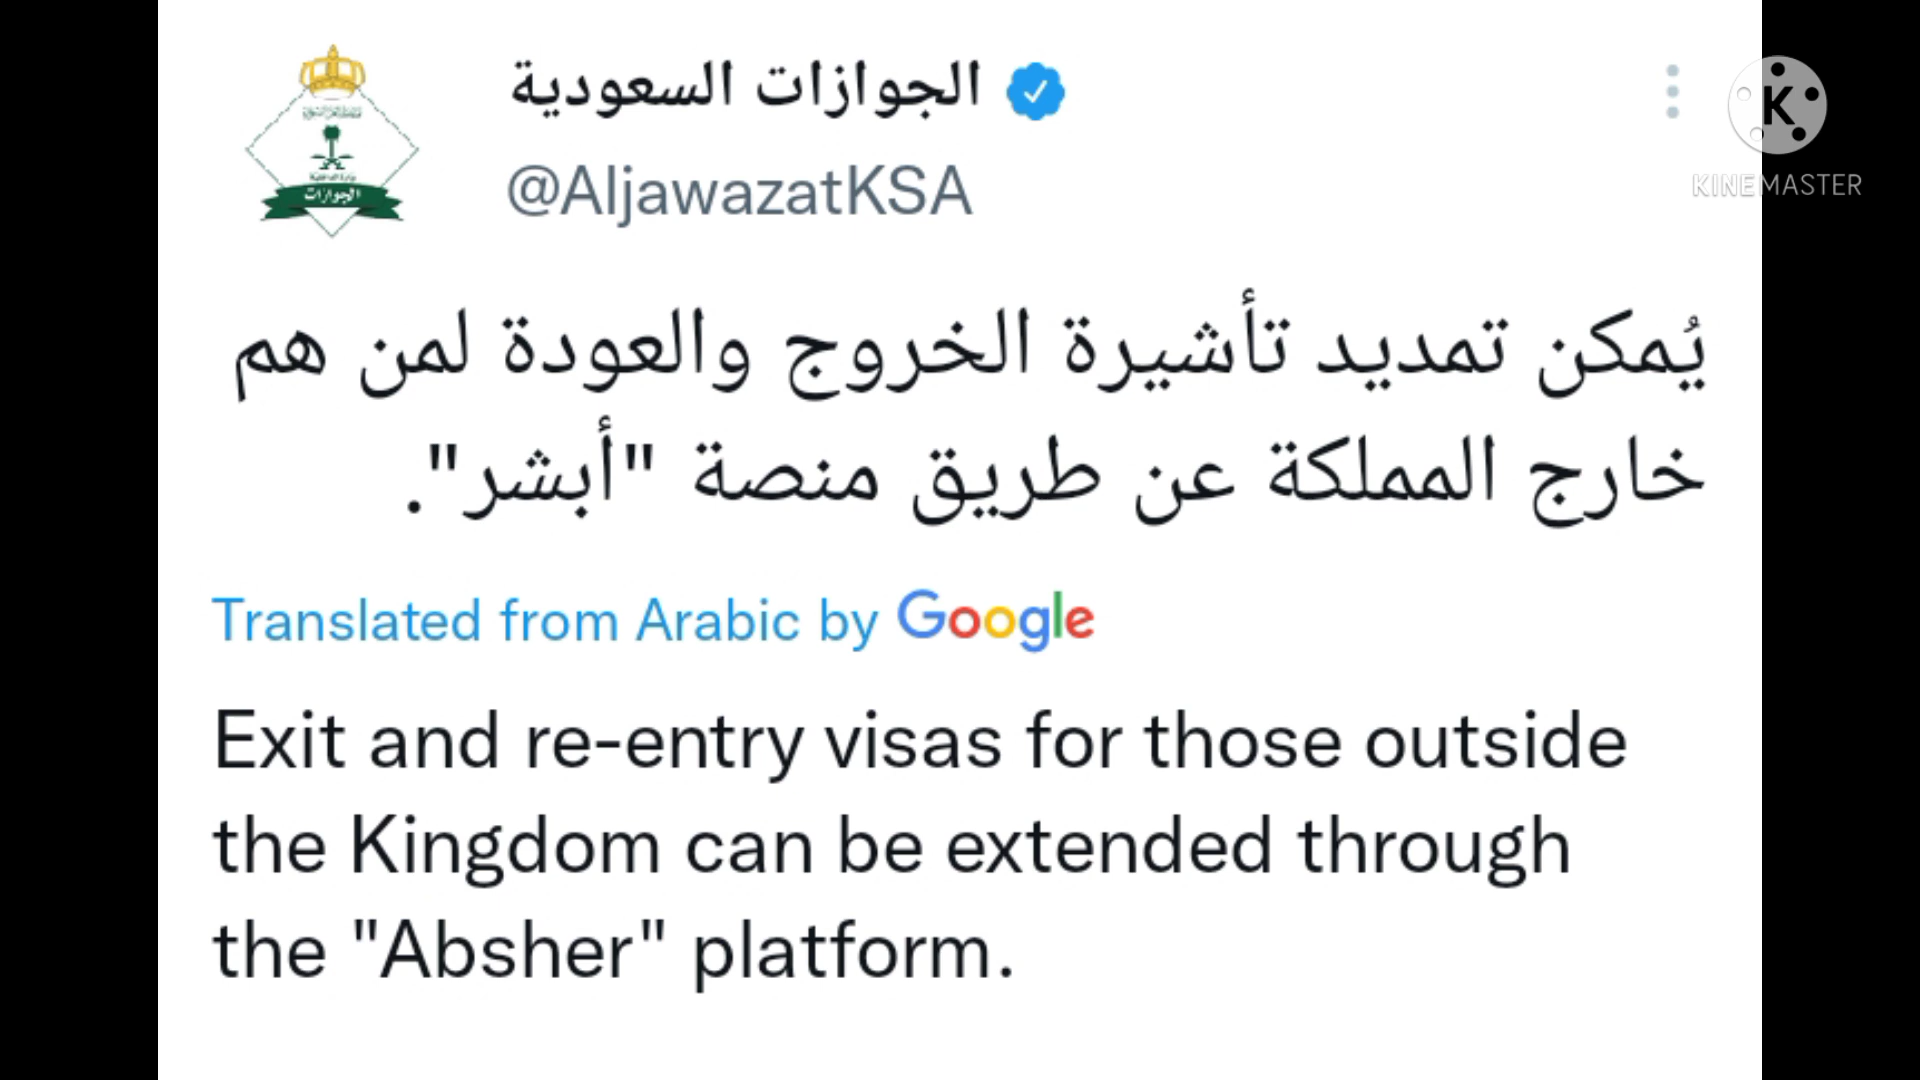 الجوازات السعودية
@AljawazatKSA
الجوازات
KINEMASTER
يُمكن تمديد تأشيرة الخروج والعودة لمن هم
خارج المملكة عن طريق منصة "أبشر".
Translated from Arabic by Google
Exit and re-entry visas for those outside
the Kingdom can be extended through
the "Absher" platform.